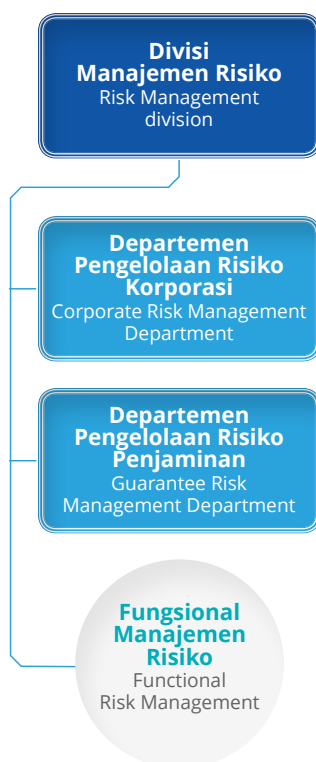 Divisi
Manajemen Risiko
Risk Management
division
Departemen
Pengelolaan Risiko
Korporasi
Corporate Risk Management
Department
Departemen
Pengelolaan Risiko
Penjaminan
Guarantee Risk
Management Department
Fungsional
Manajemen
Risiko
Functional
Risk Management